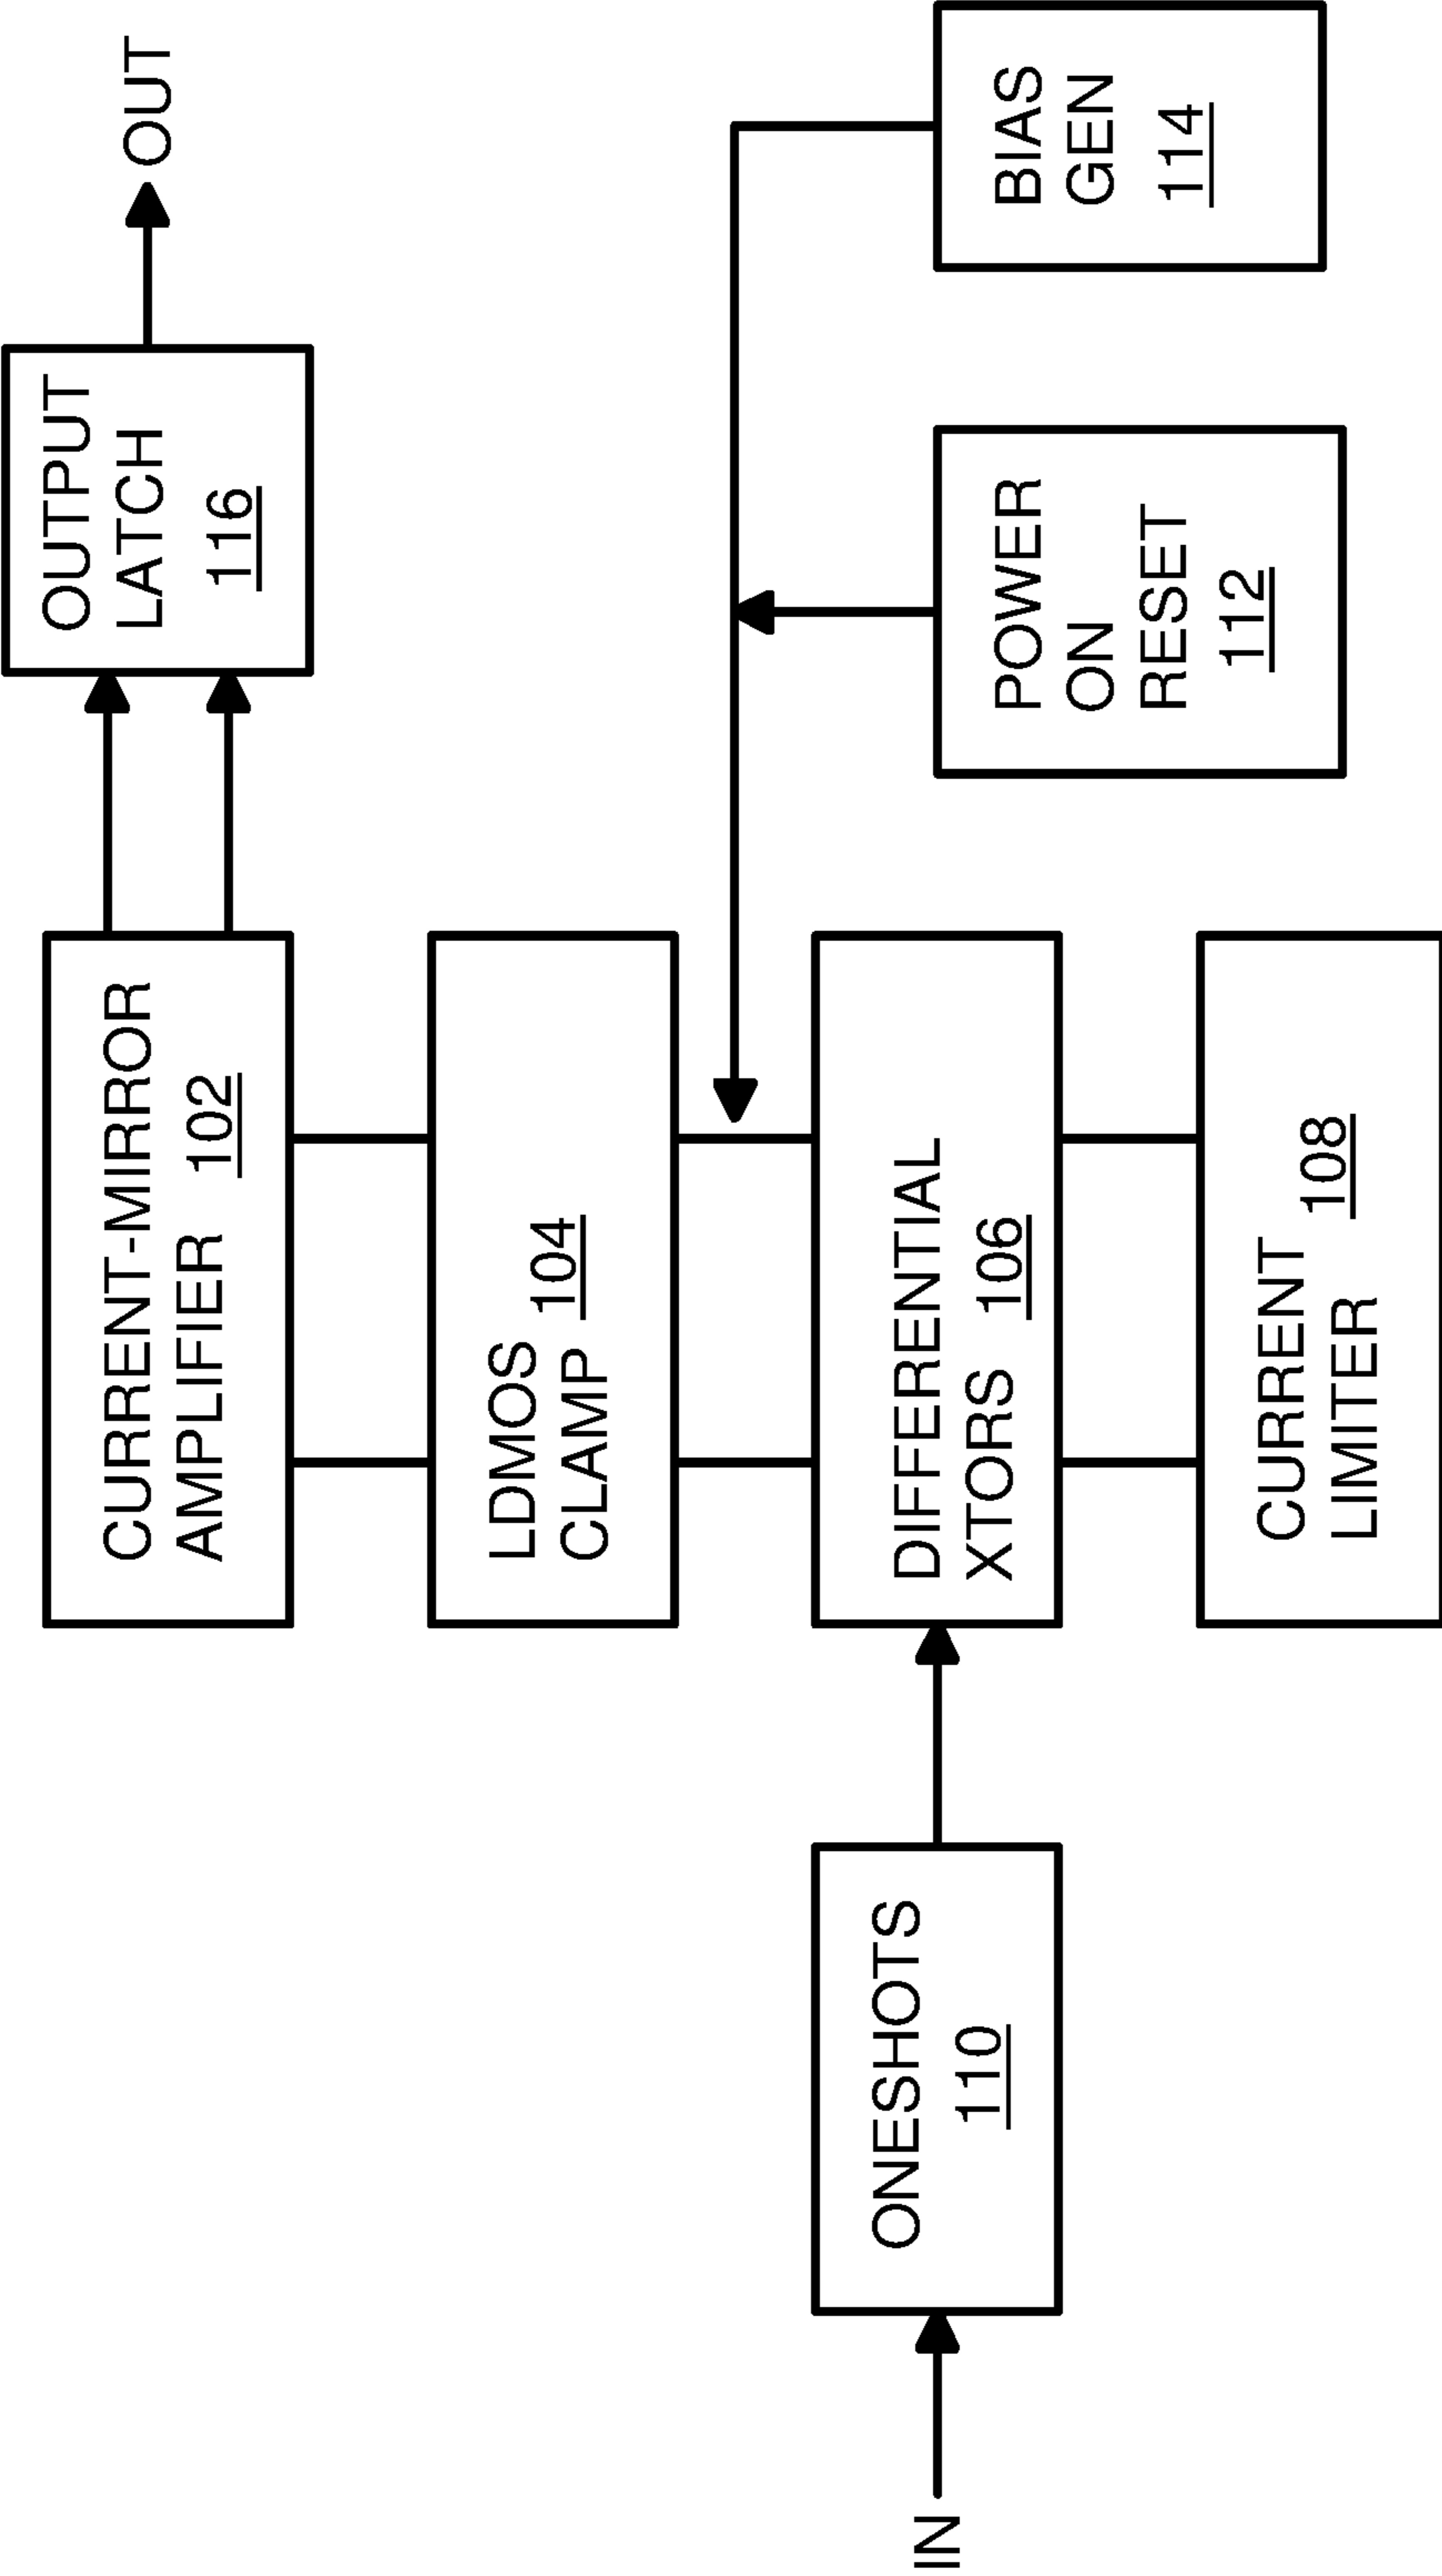 CURRENT-MIRROR
AMPLIFIER 102
OUTPUT
LATCH
116
OUT
LDMOS
CLAMP 104
IN
ONESHOTS
110
DIFFERENTIAL
XTORS 106
POWER
ON
RESET
112
BIAS
GEN
114
CURRENT
LIMITER 108